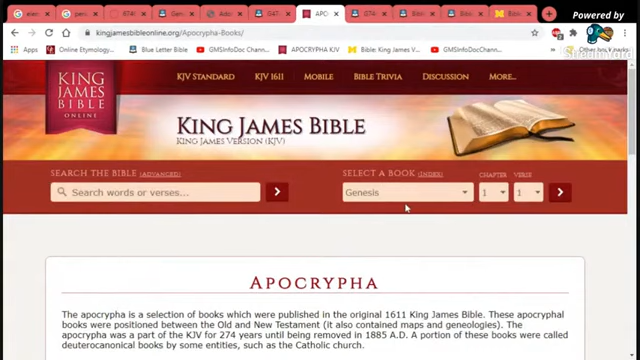 Powered by
kingjamesbibleonline.org/Apocrypha-Books/
Online Etymology...
Blue Letter Bible
GMSInfoDoc Channel
APOCRYPHA KJV
Bible: King James V...
GMSInfoDoc Channel
KING
JAMES
BIBLE
ONLINE
KJV STANDARD
KJV 1611
MOBILE
BIBLE TRIVIA
DISCUSSION
MORE...
KING JAMES BIBLE
KING JAMES VERSION (KJV)
SEARCH THE BIBLE (ADVANCED)
SELECT A BOOK (INDEX)
CHAPTER
VERSE
Search words or verses...
Genesis
1
1
APOCRYPHA
The apocrypha is a selection of books which were published in the original 1611 King James Bible. These apocryphal
books were positioned between the Old and New Testament (it also contained maps and geneologies). The
apocrypha was a part of the KJV for 274 years until being removed in 1885 A.D. A portion of these books were called
deuterocanonical books by some entities, such as the Catholic church.